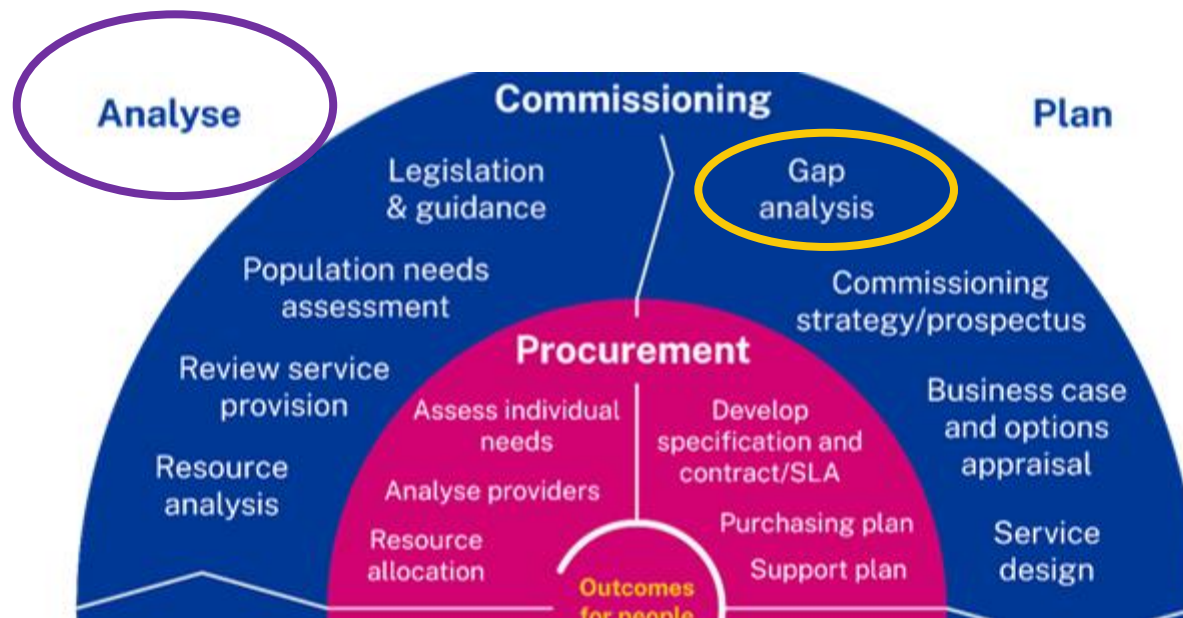 Analyse
Commissioning
Plan
Legislation
& guidance
Gap
analysis
Population needs
assessment
Commissioning
strategy/prospectus
Review service
provision
Business case
and options
appraisal
Resource
analysis
Service
design
Procurement
Assess individual
needs
Develop
specification and
contract/SLA
Analyse providers
Purchasing plan
Resource
allocation
Support plan
Outcomes
for people